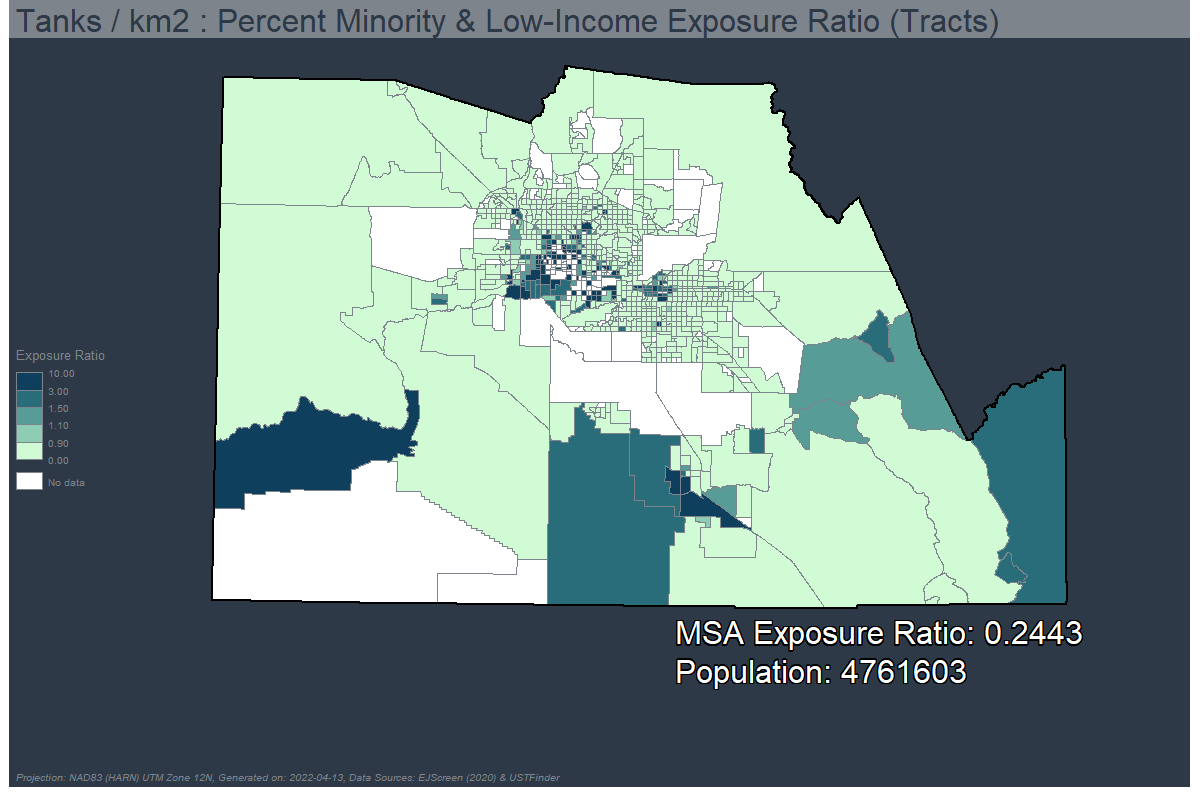 Tanks / km2 : Percent Minority & Low-Income Exposure Ratio (Tracts)
Exposure Ratio
10.00
3.00
1.50
1.10
0.90
0.00
No data
MSA Exposure Ratio: 0.2443
Population: 4761603
Projection: NAD83 (HARN) UTM Zone 12N, Generated on: 2022-04-13, Data Sources: EJScreen (2020) & USTFinder